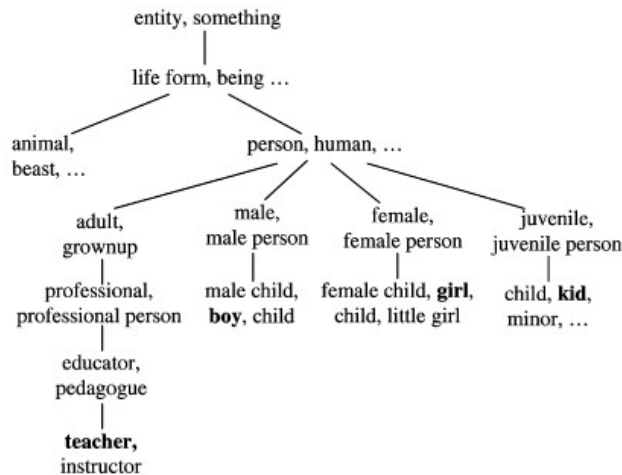 entity, something
life form, being …
animal,
beast, …
person, human, …
adult,
grownup
male,
male person
female,
female person
juvenile,
juvenile person
professional,
professional person
male child,
boy, child
female child, girl,
child, little girl
child, kid,
minor, …
educator,
pedagogue
teacher,
instructor